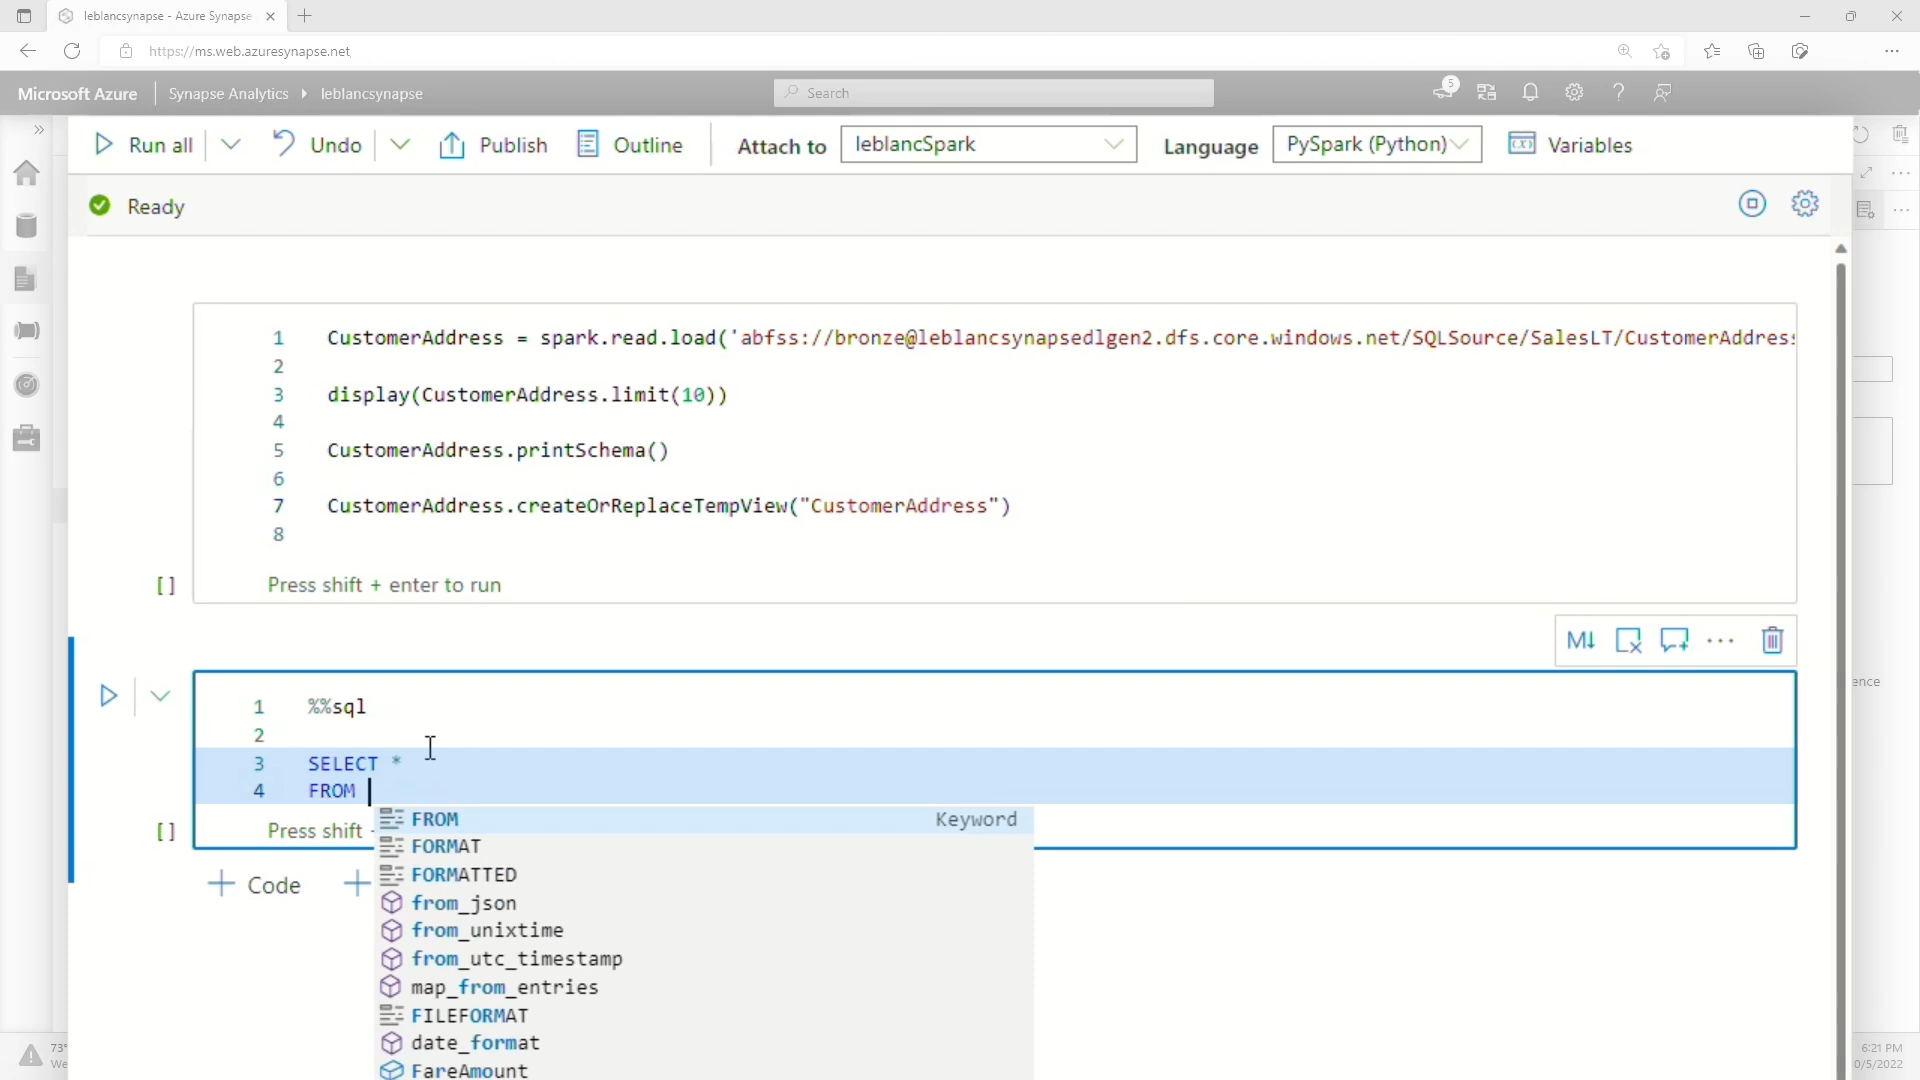 leblancsynapse - Azure Synapse
https://ms.web.azuresynapse.net
Microsoft Azure
Synapse Analytics
leblancsynapse
Search
5
Run all
Undo
Publish
Outline
Attach to
leblancSpark
Language
PySpark (Python)
Variables
Ready
1 CustomerAddress = spark.read.load('abfss://bronze@leblancsynapsedlgen2.dfs.core.windows.net/SQLSource/SalesLT/CustomerAddres
2
3 display(CustomerAddress.limit(10))
4
5 CustomerAddress.printSchema()
6
7 CustomerAddress.createOrReplaceTempView("CustomerAddress")
8
[ ] Press shift + enter to run
M↓
1 %%sql
2
3 SELECT *
4 FROM
[ ] Press shift
FROM Keyword
FORMAT
FORMATTED
from_json
from_unixtime
from_utc_timestamp
map_from_entries
FILEFORMAT
date_format
FareAmount
+ Code +
ence
73°
We
6:21 PM
0/5/2022